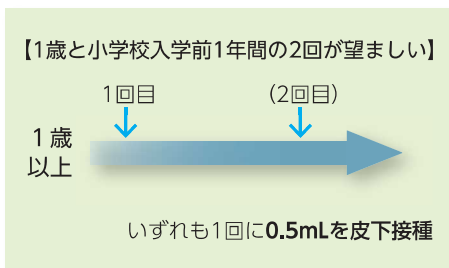 【1歳と小学校入学前1年間の2回が望ましい】
1回目
(2回目)
1歳
以上
いずれも1回に0.5mLを皮下接種